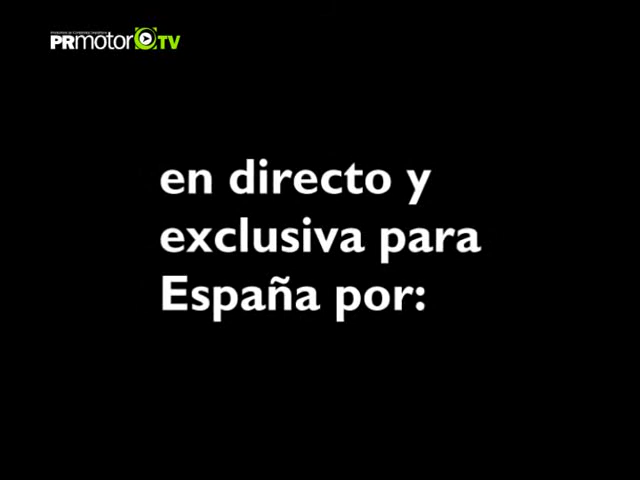 PRmotor TV
en directo y
exclusiva para
España por: